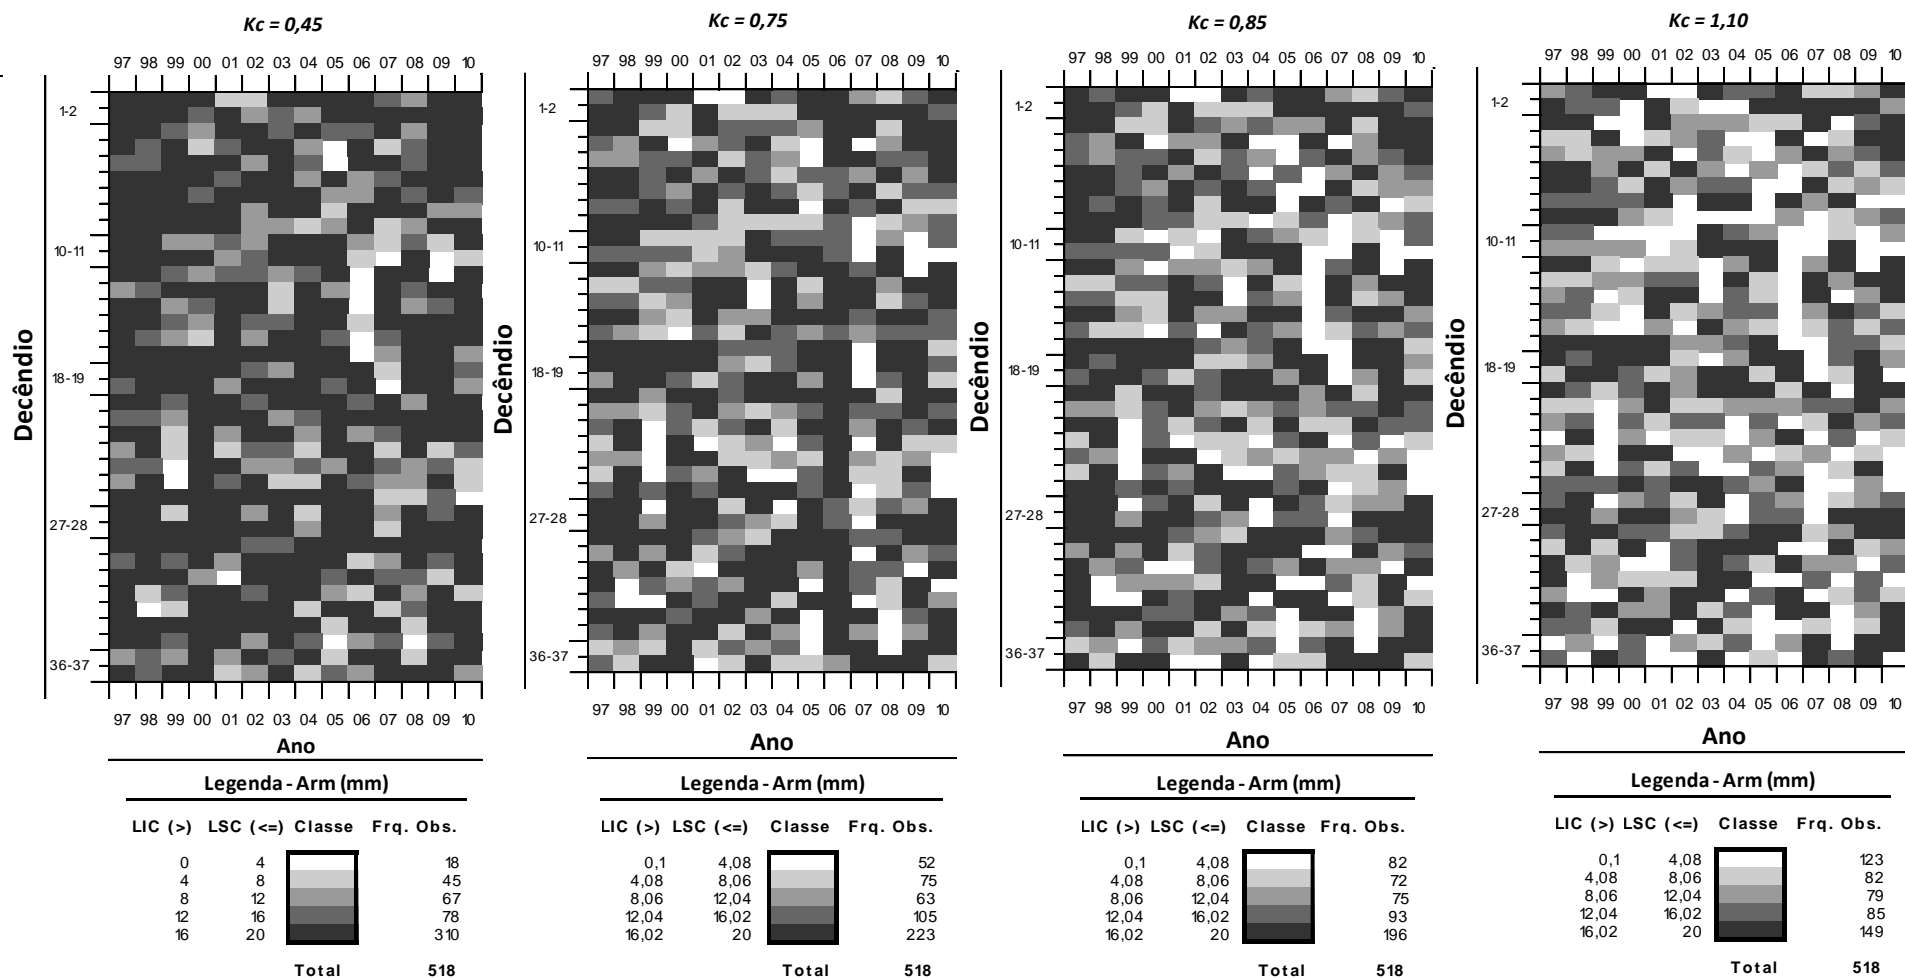 Kc = 0,45
97 98 99 00 01 02 03 04 05 06 07 08 09 10
Decêndio
1-2
10-11
18-19
27-28
36-37
97 98 99 00 01 02 03 04 05 06 07 08 09 10
Ano
Legenda - Arm (mm)
LIC (>) LSC (<=) Classe Frq. Obs.
0 4 18
4 8 45
8 12 67
12 16 78
16 20 310
Total 518
Kc = 0,75
97 98 99 00 01 02 03 04 05 06 07 08 09 10
Decêndio
1-2
10-11
18-19
27-28
36-37
97 98 99 00 01 02 03 04 05 06 07 08 09 10
Ano
Legenda - Arm (mm)
LIC (>) LSC (<=) Classe Frq. Obs.
0,1 4,08 52
4,08 8,06 75
8,06 12,04 63
12,04 16,02 105
16,02 20 223
Total 518
Kc = 0,85
97 98 99 00 01 02 03 04 05 06 07 08 09 10
Decêndio
1-2
10-11
18-19
27-28
36-37
97 98 99 00 01 02 03 04 05 06 07 08 09 10
Ano
Legenda - Arm (mm)
LIC (>) LSC (<=) Classe Frq. Obs.
0,1 4,08 82
4,08 8,06 72
8,06 12,04 75
12,04 16,02 93
16,02 20 196
Total 518
Kc = 1,10
97 98 99 00 01 02 03 04 05 06 07 08 09 10
Decêndio
1-2
10-11
18-19
27-28
36-37
97 98 99 00 01 02 03 04 05 06 07 08 09 10
Ano
Legenda - Arm (mm)
LIC (>) LSC (<=) Classe Frq. Obs.
0,1 4,08 123
4,08 8,06 82
8,06 12,04 79
12,04 16,02 85
16,02 20 149
Total 518